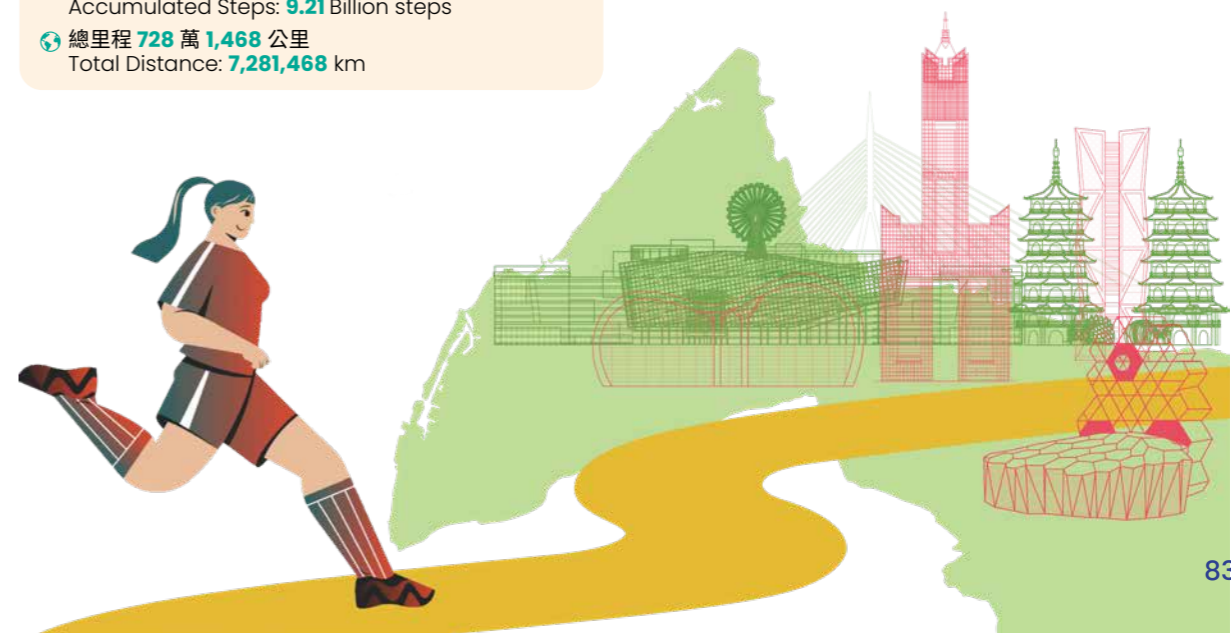 Accumulated Steps: 9.21 Billion steps
總里程 728 萬 1,468 公里
Total Distance: 7,281,468 km
83